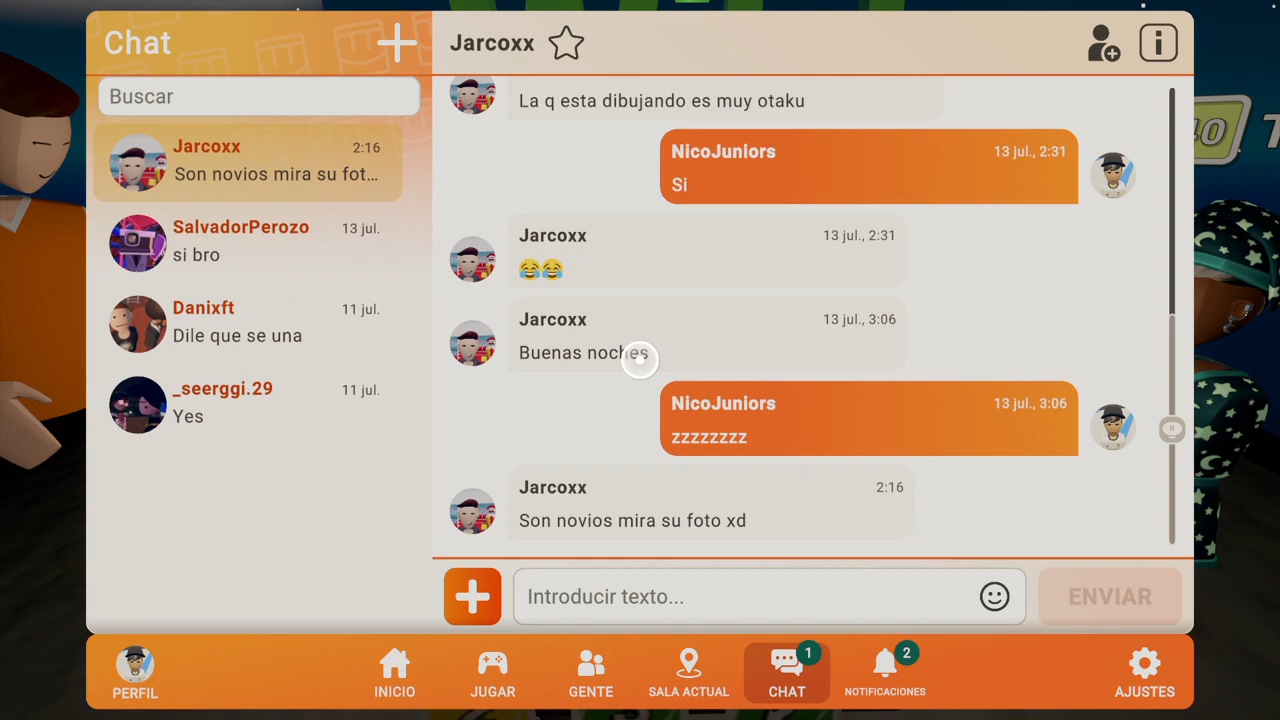 Chat
Buscar
Jarcoxx
2:16
Son novios mira su fot...
SalvadorPerozo
13 jul.
si bro
Danixft
11 jul.
Dile que se una
_seerggi.29
11 jul.
Yes
Jarcoxx
La q esta dibujando es muy otaku
NicoJuniors
13 jul., 2:31
Si
Jarcoxx
13 jul., 2:31
😂😂
Jarcoxx
13 jul., 3:06
Buenas noches
NicoJuniors
13 jul., 3:06
zzzzzzzz
Jarcoxx
2:16
Son novios mira su foto xd
Introducir texto...
ENVIAR
PERFIL
INICIO
JUGAR
GENTE
SALA ACTUAL
1
CHAT
2
NOTIFICACIONES
AJUSTES